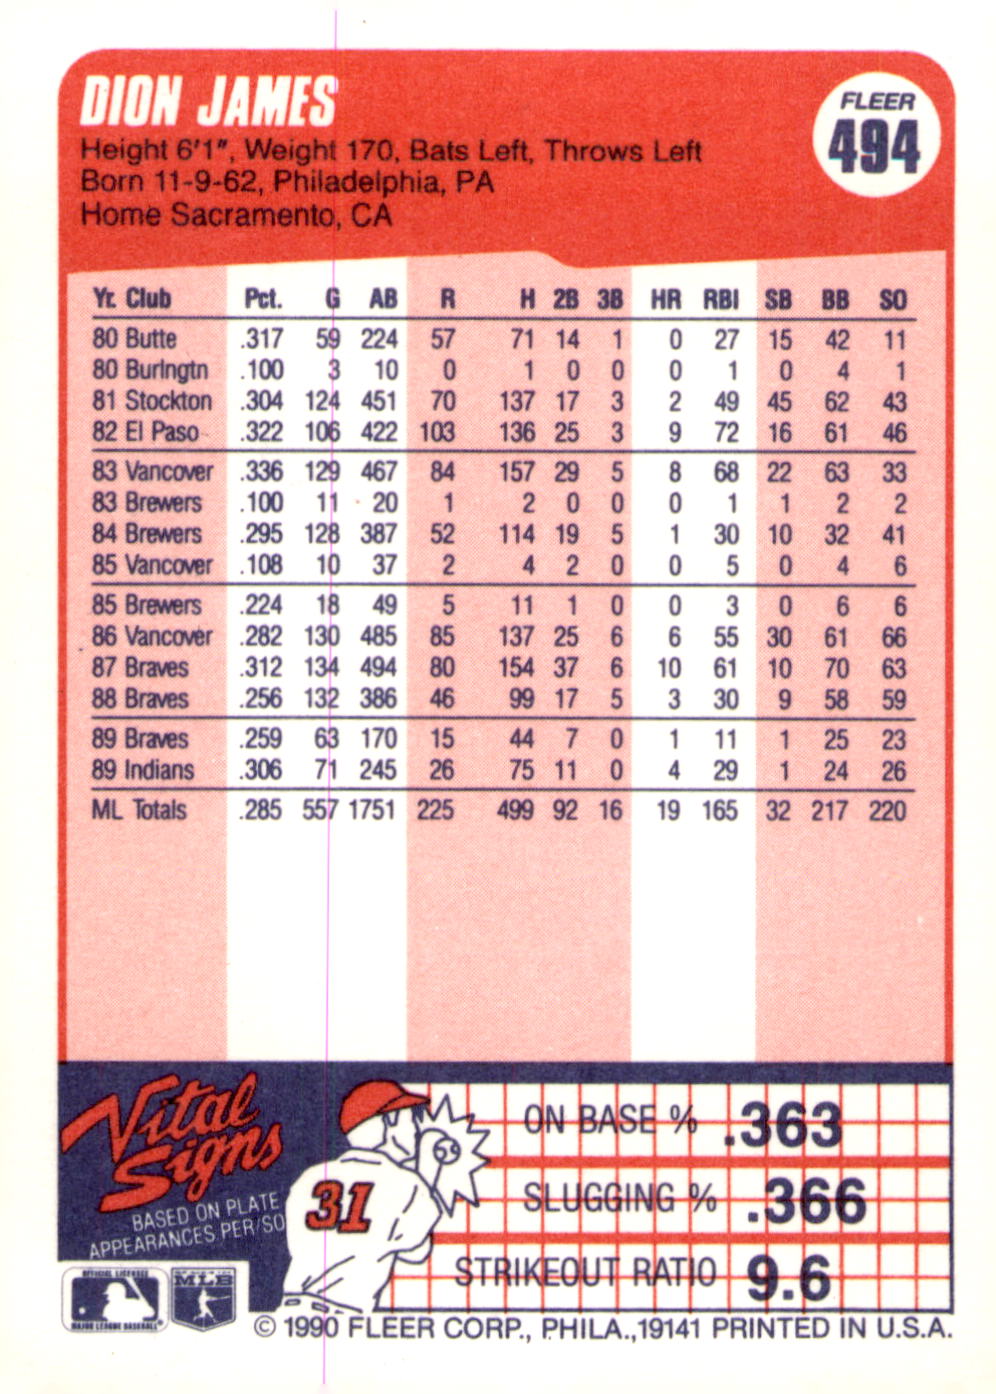 DION JAMES
FLEER
494
Height 6'1", Weight 170, Bats Left, Throws Left
Born 11-9-62, Philadelphia, PA
Home Sacramento, CA
Yr. Club Pct. G AB R H 2B 3B HR RBI SB BB SO
80 Butte .317 59 224 57 71 14 1 0 27 15 42 11
80 Burlngtn .100 3 10 0 1 0 0 0 1 0 4 1
81 Stockton .304 124 451 70 137 17 3 2 49 45 62 43
82 El Paso .322 106 422 103 136 25 3 9 72 16 61 46
83 Vancover .336 129 467 84 157 29 5 8 68 22 63 33
83 Brewers .100 11 20 1 2 0 0 0 1 1 2 2
84 Brewers .295 128 387 52 114 19 5 1 30 10 32 41
85 Vancover .108 10 37 2 4 2 0 0 5 0 4 6
85 Brewers .224 18 49 5 11 1 0 0 3 0 6 6
86 Vancover .282 130 485 85 137 25 6 6 55 30 61 66
87 Braves .312 134 494 80 154 37 6 10 61 10 70 63
88 Braves .256 132 386 46 99 17 5 3 30 9 58 59
89 Braves .259 63 170 15 44 7 0 1 11 1 25 23
89 Indians .306 71 245 26 75 11 0 4 29 1 24 26
ML Totals .285 557 1751 225 499 92 16 19 165 32 217 220
Vital
Signs
BASED ON PLATE
APPEARANCES PER/SO
31
ON BASE % .363
SLUGGING % .366
STRIKEOUT RATIO 9.6
OFFICIAL LICENSEE
MAJOR LEAGUE BASEBALL
MLB
© 1990 FLEER CORP., PHILA.,19141 PRINTED IN U.S.A.